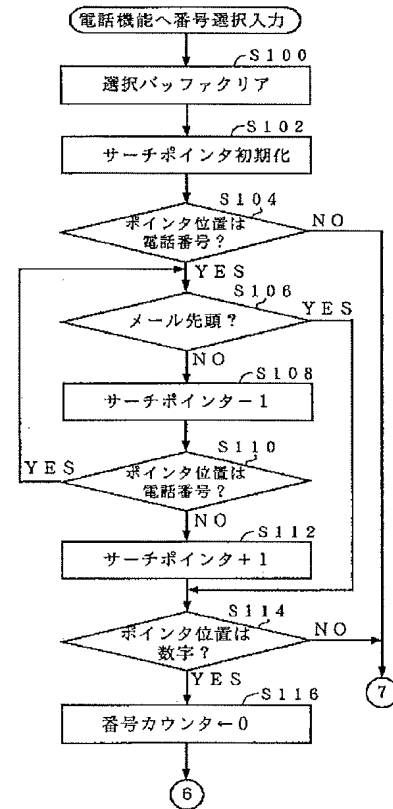 電話機能へ番号選択入力
S100
選択バッファクリア
S102
サーチポインタ初期化
S104
ポインタ位置は
電話番号?
NO
YES
S106
メール先頭?
YES
NO
S108
サーチポインタ-1
S110
YES
ポインタ位置は
電話番号?
NO
S112
サーチポインタ+1
S114
ポインタ位置は
数字?
NO
YES
S116
番号カウンタ←0
7
6